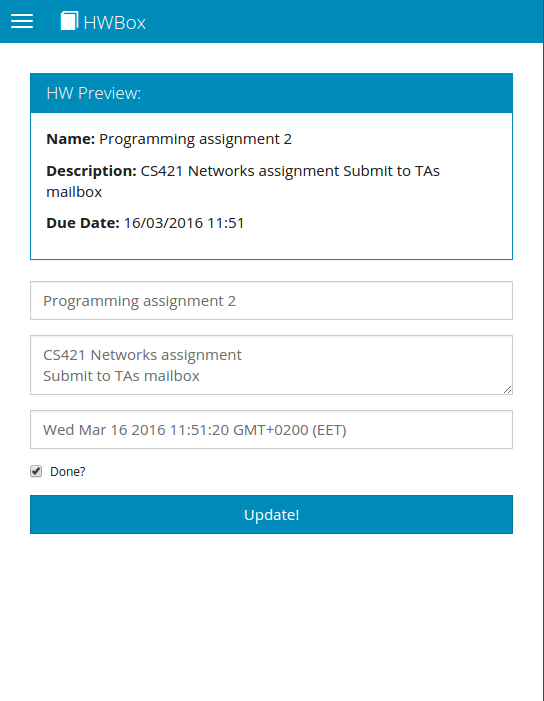 HWBox
HW Preview:
Name: Programming assignment 2
Description: CS421 Networks assignment Submit to TAs
mailbox
Due Date: 16/03/2016 11:51
Programming assignment 2
CS421 Networks assignment
Submit to TAs mailbox
Wed Mar 16 2016 11:51:20 GMT+0200 (EET)
Done?
Update!